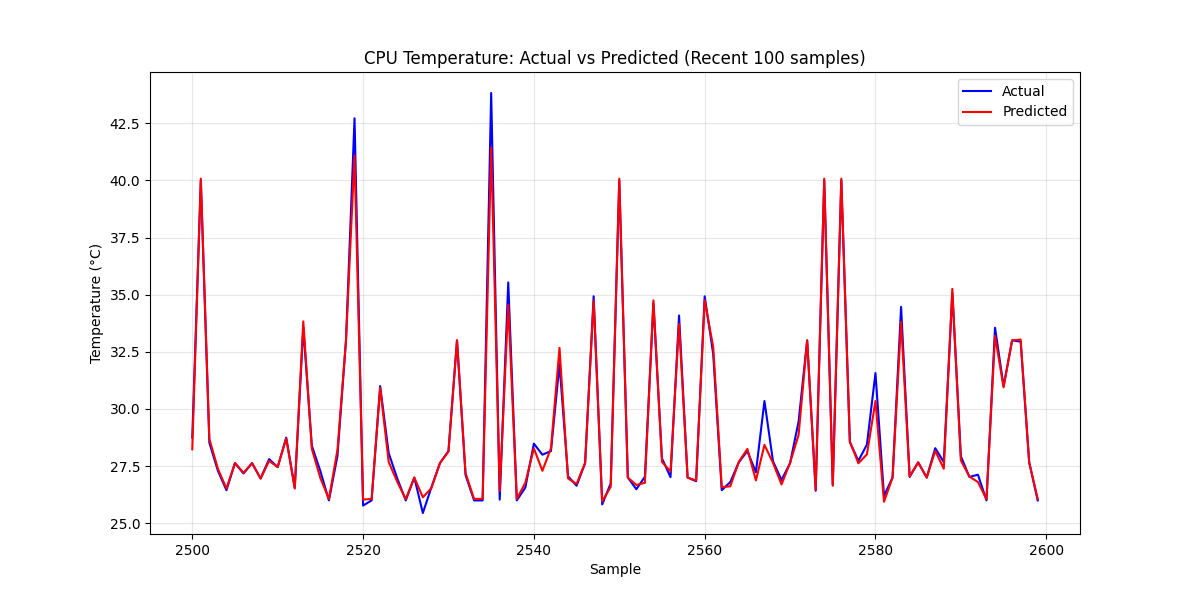 CPU Temperature: Actual vs Predicted (Recent 100 samples)
Actual
Predicted
Temperature (°C)
42.5
40.0
37.5
35.0
32.5
30.0
27.5
25.0
2500
2520
2540
2560
2580
2600
Sample